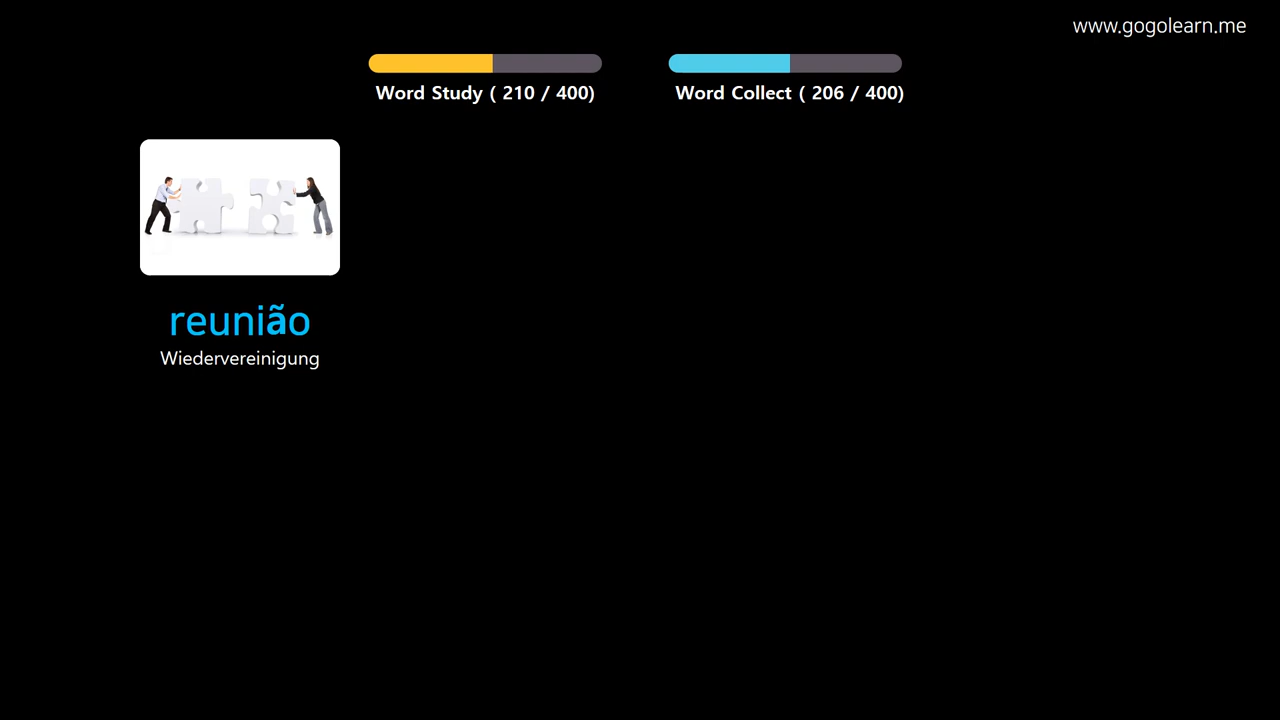 www.gogolearn.me
Word Study ( 210 / 400)
Word Collect ( 206 / 400)
reunião
Wiedervereinigung